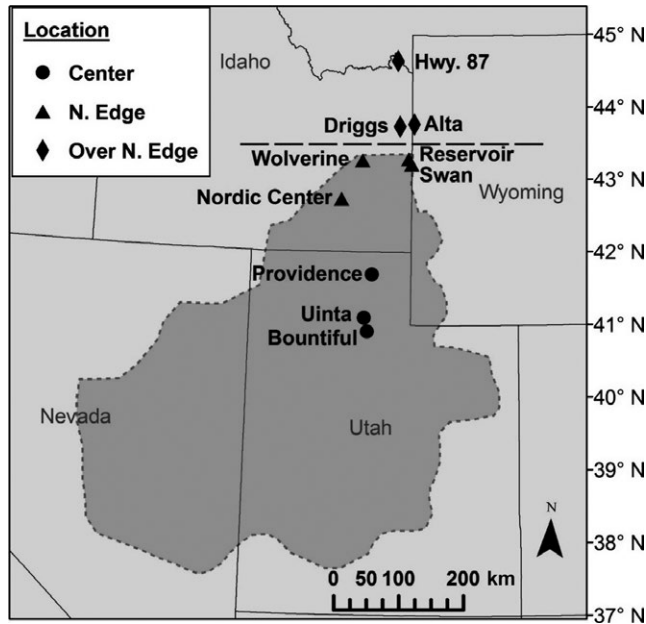 Location
Center
N. Edge
Over N. Edge
Idaho
Hwy. 87
Driggs
Alta
Wolverine
Reservoir
Swan
Wyoming
Nordic Center
Providence
Uinta
Bountiful
Nevada
Utah
N
0 50 100 200 km
45° N
44° N
43° N
42° N
41° N
40° N
39° N
38° N
37° N